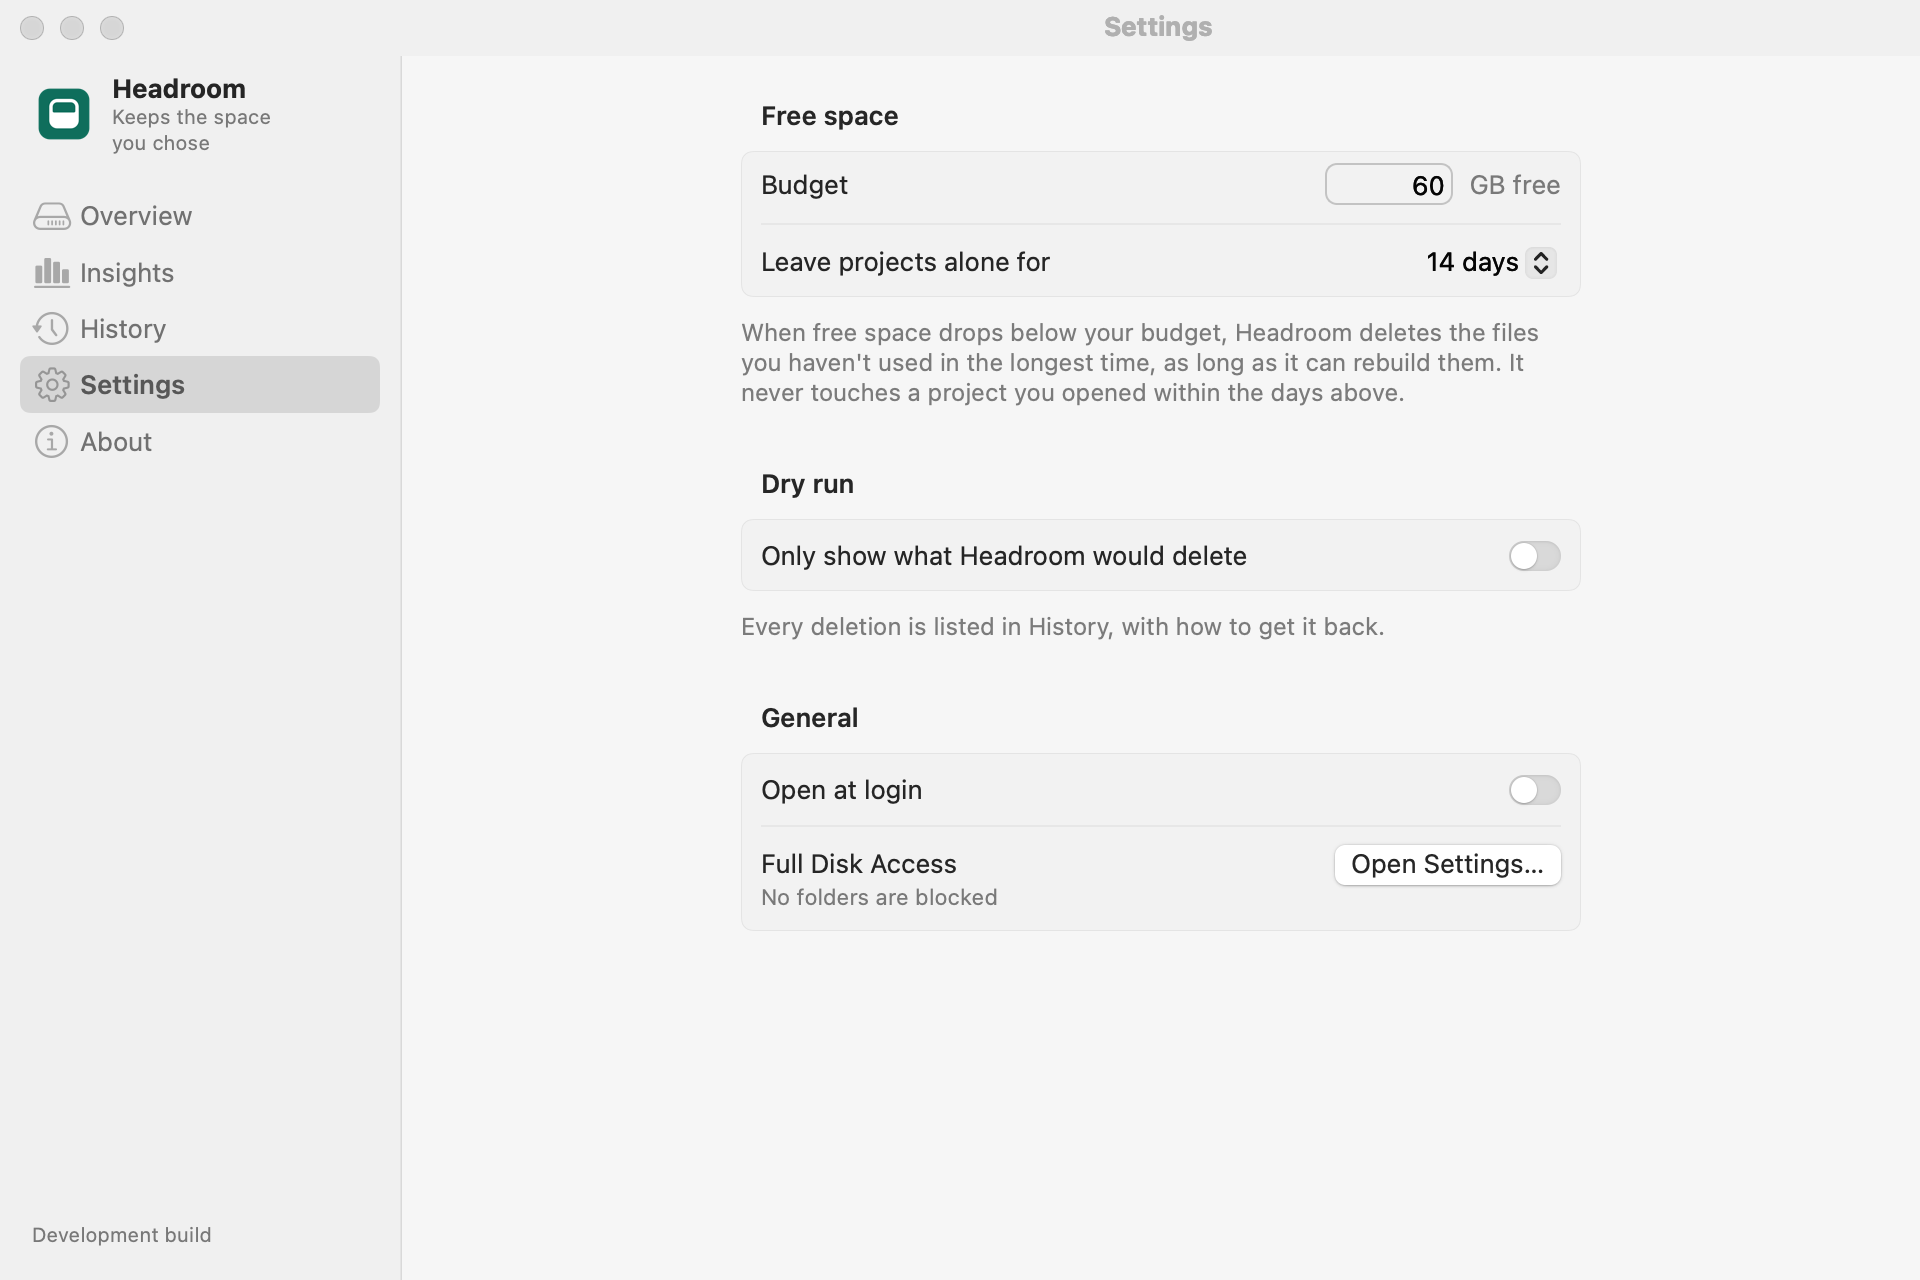 Settings
Headroom
Keeps the space
you chose
Overview
Insights
History
Settings
About
Development build
Free space
Budget 60 GB free
Leave projects alone for 14 days
When free space drops below your budget, Headroom deletes the files
you haven't used in the longest time, as long as it can rebuild them. It
never touches a project you opened within the days above.
Dry run
Only show what Headroom would delete
Every deletion is listed in History, with how to get it back.
General
Open at login
Full Disk Access Open Settings...
No folders are blocked